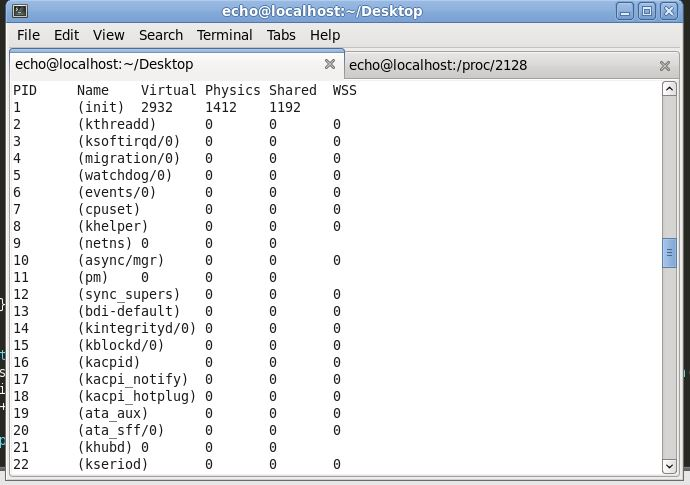 echo@localhost:~/Desktop
File Edit View Search Terminal Tabs Help
echo@localhost:~/Desktop echo@localhost:/proc/2128
PID Name Virtual Physics Shared WSS
1 (init) 2932 1412 1192
2 (kthreadd) 0 0 0
3 (ksoftirqd/0) 0 0 0
4 (migration/0) 0 0 0
5 (watchdog/0) 0 0 0
6 (events/0) 0 0 0
7 (cpuset) 0 0 0
8 (khelper) 0 0 0
9 (netns) 0 0 0
10 (async/mgr) 0 0 0
11 (pm) 0 0 0
12 (sync_supers) 0 0 0
13 (bdi-default) 0 0 0
14 (kintegrityd/0) 0 0 0
15 (kblockd/0) 0 0 0
16 (kacpid) 0 0 0
17 (kacpi_notify) 0 0 0
18 (kacpi_hotplug) 0 0 0
19 (ata_aux) 0 0 0
20 (ata_sff/0) 0 0 0
21 (khubd) 0 0 0
22 (kseriod) 0 0 0